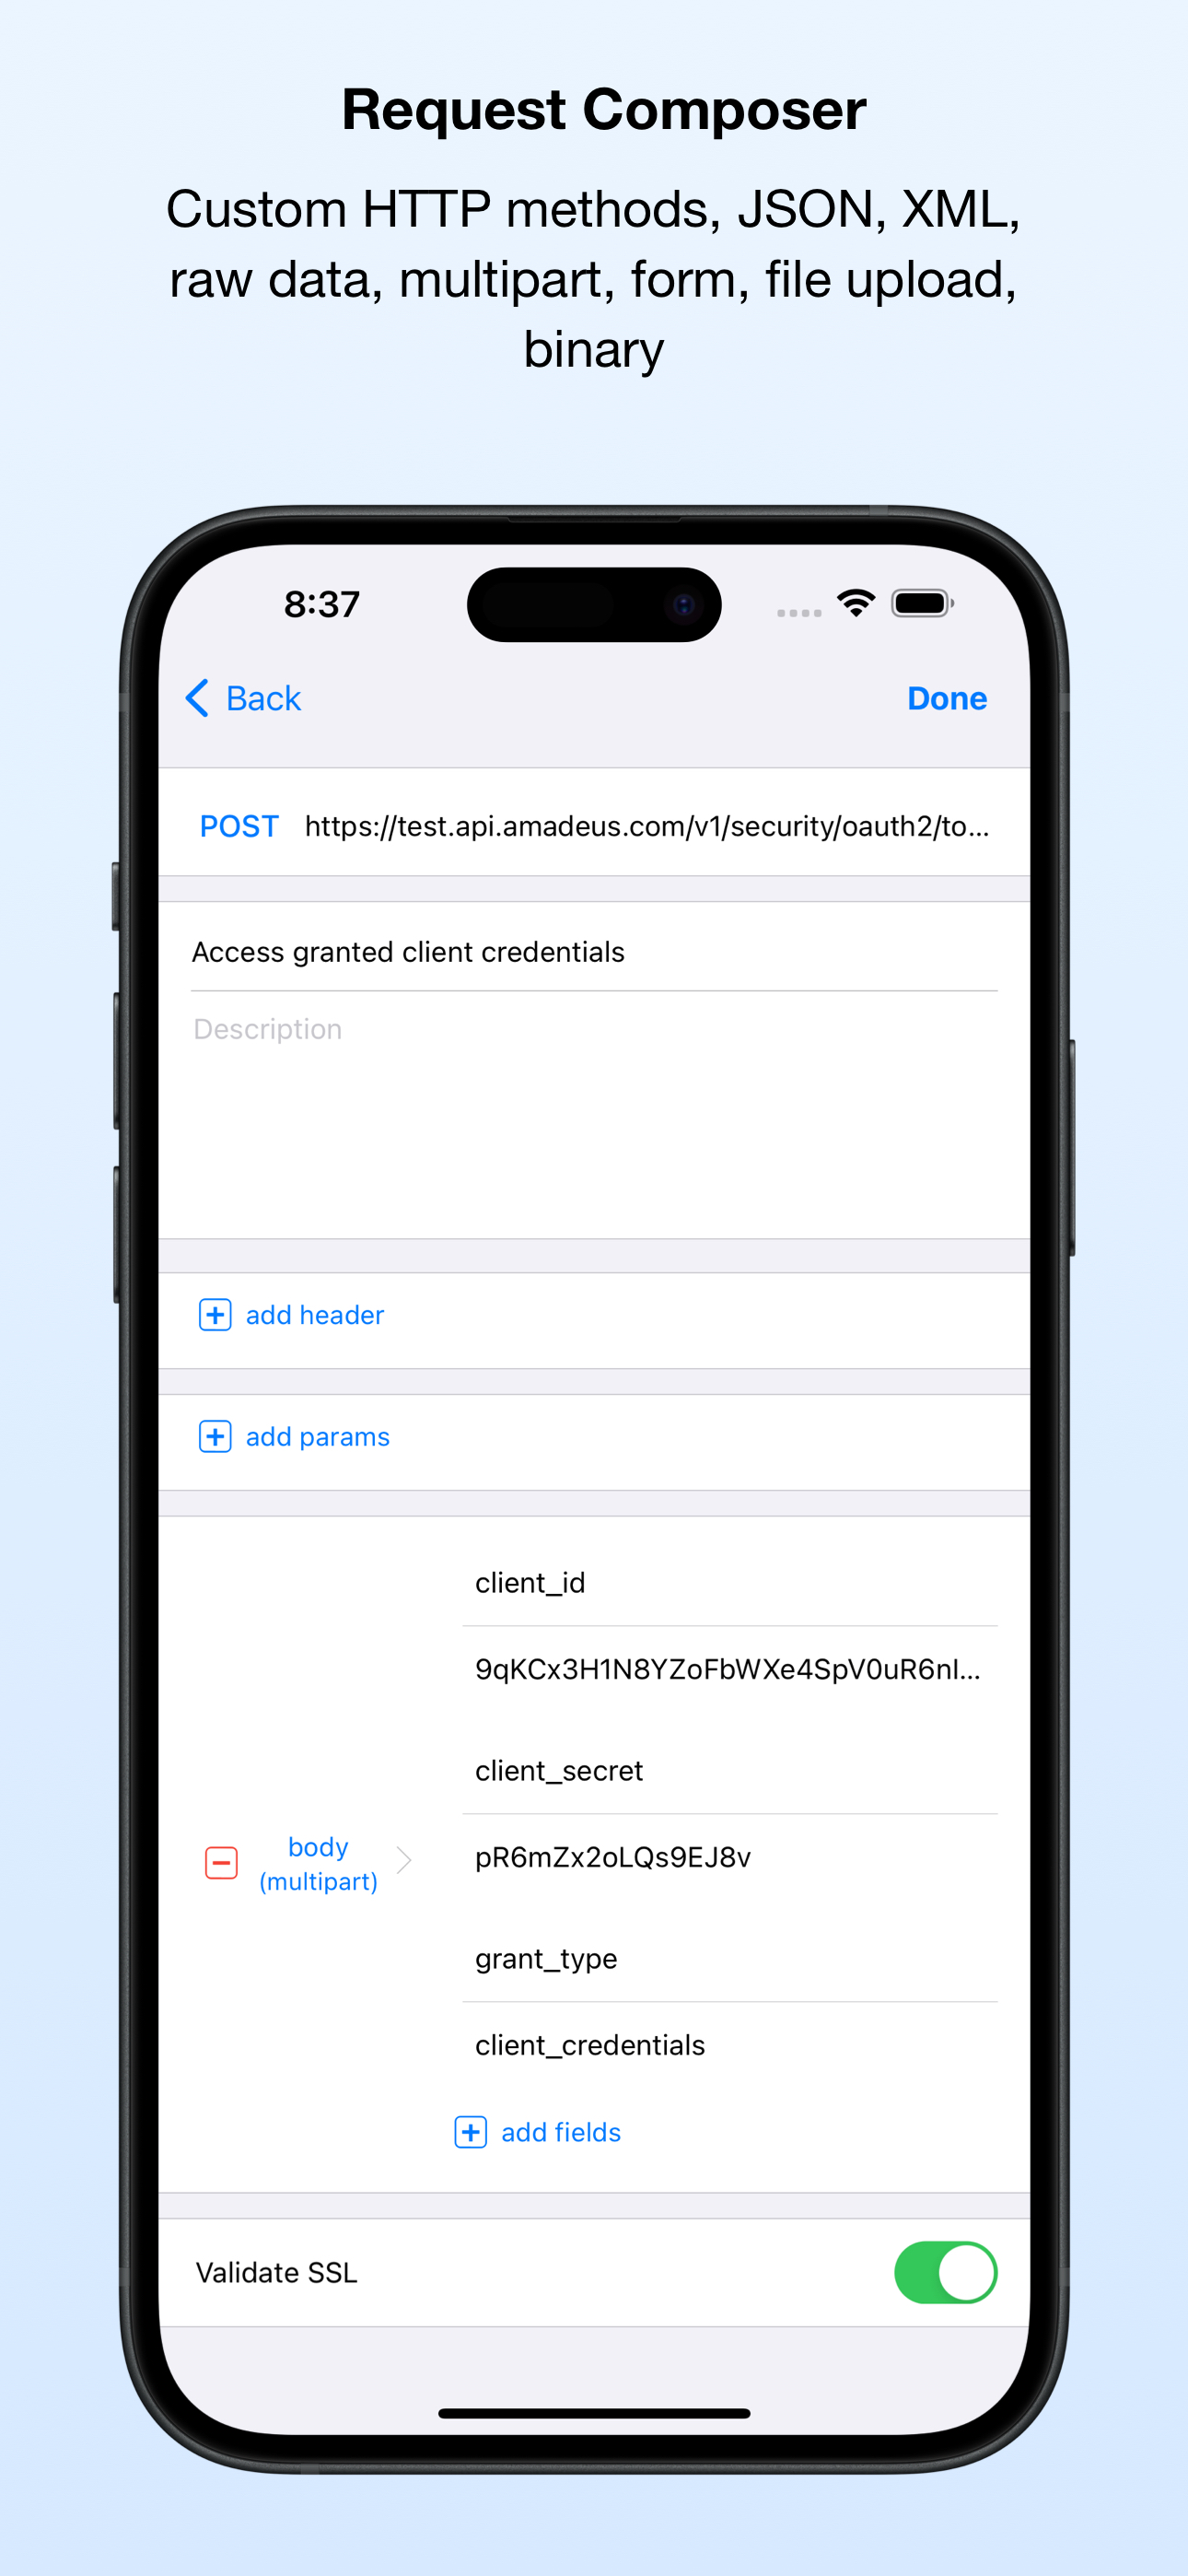 Request Composer
Custom HTTP methods, JSON, XML,
raw data, multipart, form, file upload,
binary
8:37
Back
Done
POST https://test.api.amadeus.com/v1/security/oauth2/to...
Access granted client credentials
Description
add header
add params
client_id
9qKCx3H1N8YZoFbWXe4SpV0uR6nI...
client_secret
pR6mZx2oLQs9EJ8v
body
(multipart)
grant_type
client_credentials
add fields
Validate SSL